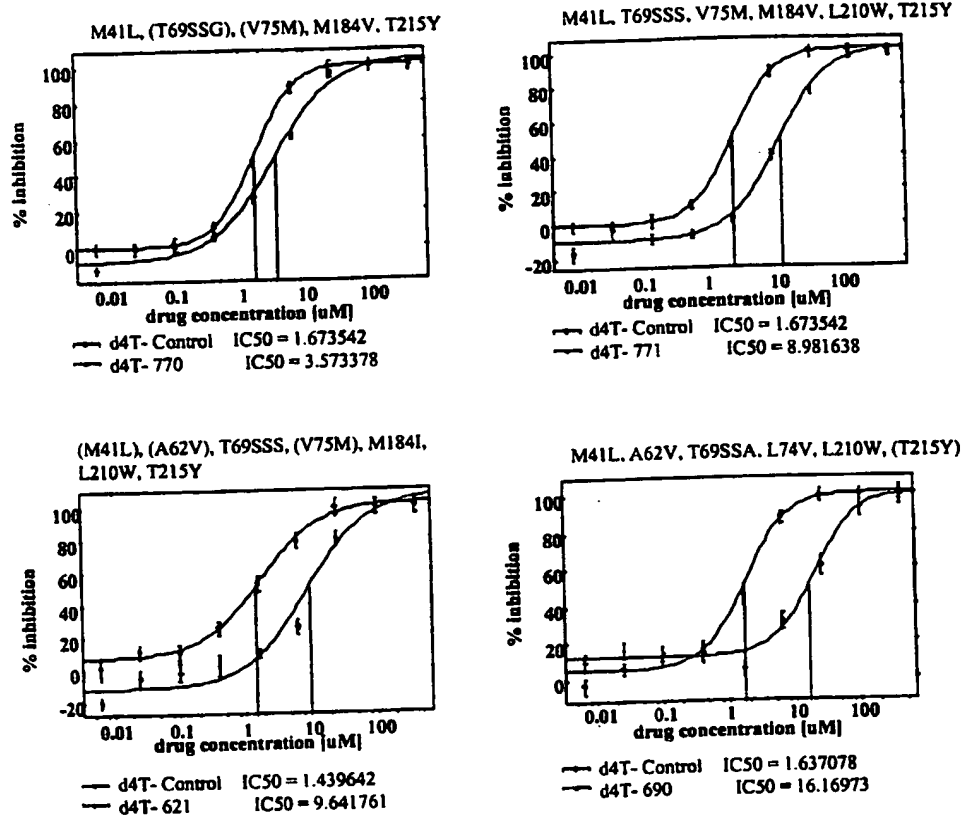 M41L, (T69SSG), (V75M), M184V, T215Y
100
80
60
40
20
0
% inhibition
0.01 0.1 1 10 100
drug concentration [uM]
d4T- Control IC50 = 1.673542
d4T- 770 IC50 = 3.573378
M41L, T69SSS, V75M, M184V, L210W, T215Y
100
80
60
40
20
0
-20
% inhibition
0.01 0.1 1 10 100
drug concentration [uM]
d4T- Control IC50 = 1.673542
d4T- 771 IC50 = 8.981638
(M41L), (A62V), T69SSS, (V75M), M184I,
L210W, T215Y
100
80
60
40
20
0
-20
% inhibition
0.01 0.1 1 10 100
drug concentration [uM]
d4T- Control IC50 = 1.439642
d4T- 621 IC50 = 9.641761
M41L, A62V, T69SSA, L74V, L210W, (T215Y)
100
80
60
40
20
0
% inhibition
0.01 0.1 1 10 100
drug concentration [uM]
d4T- Control IC50 = 1.637078
d4T- 690 IC50 = 16.16973